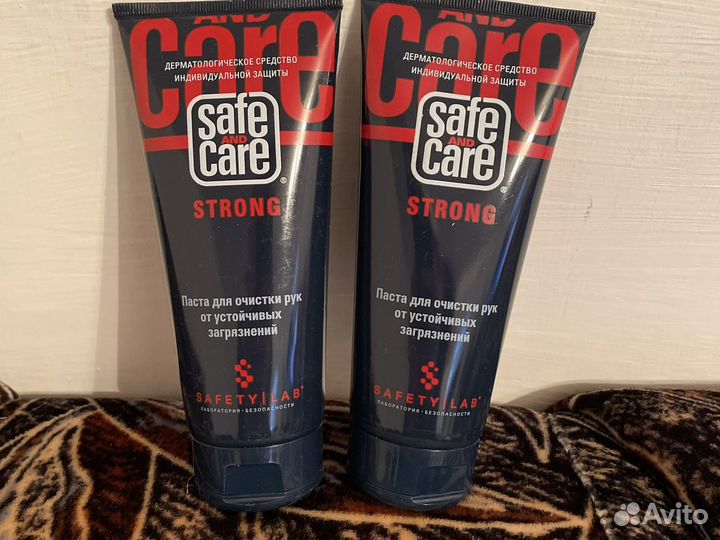 AND
care
ДЕРМАТОЛОГИЧЕСКОЕ СРЕДСТВО
ИНДИВИДУАЛЬНОЙ ЗАЩИТЫ
safe
AND
care®
STRONG
Паста для очистки рук
от устойчивых
загрязнений
SAFETY|LAB®
ЛАБОРАТОРИЯ·БЕЗОПАСНОСТИ
AND
care
ДЕРМАТОЛОГИЧЕСКОЕ СРЕДСТВО
ИНДИВИДУАЛЬНОЙ ЗАЩИТЫ
safe
AND
care®
STRONG
Паста для очистки рук
от устойчивых
загрязнений
SAFETY|LAB®
ЛАБОРАТОРИЯ·БЕЗОПАСНОСТИ
Avito